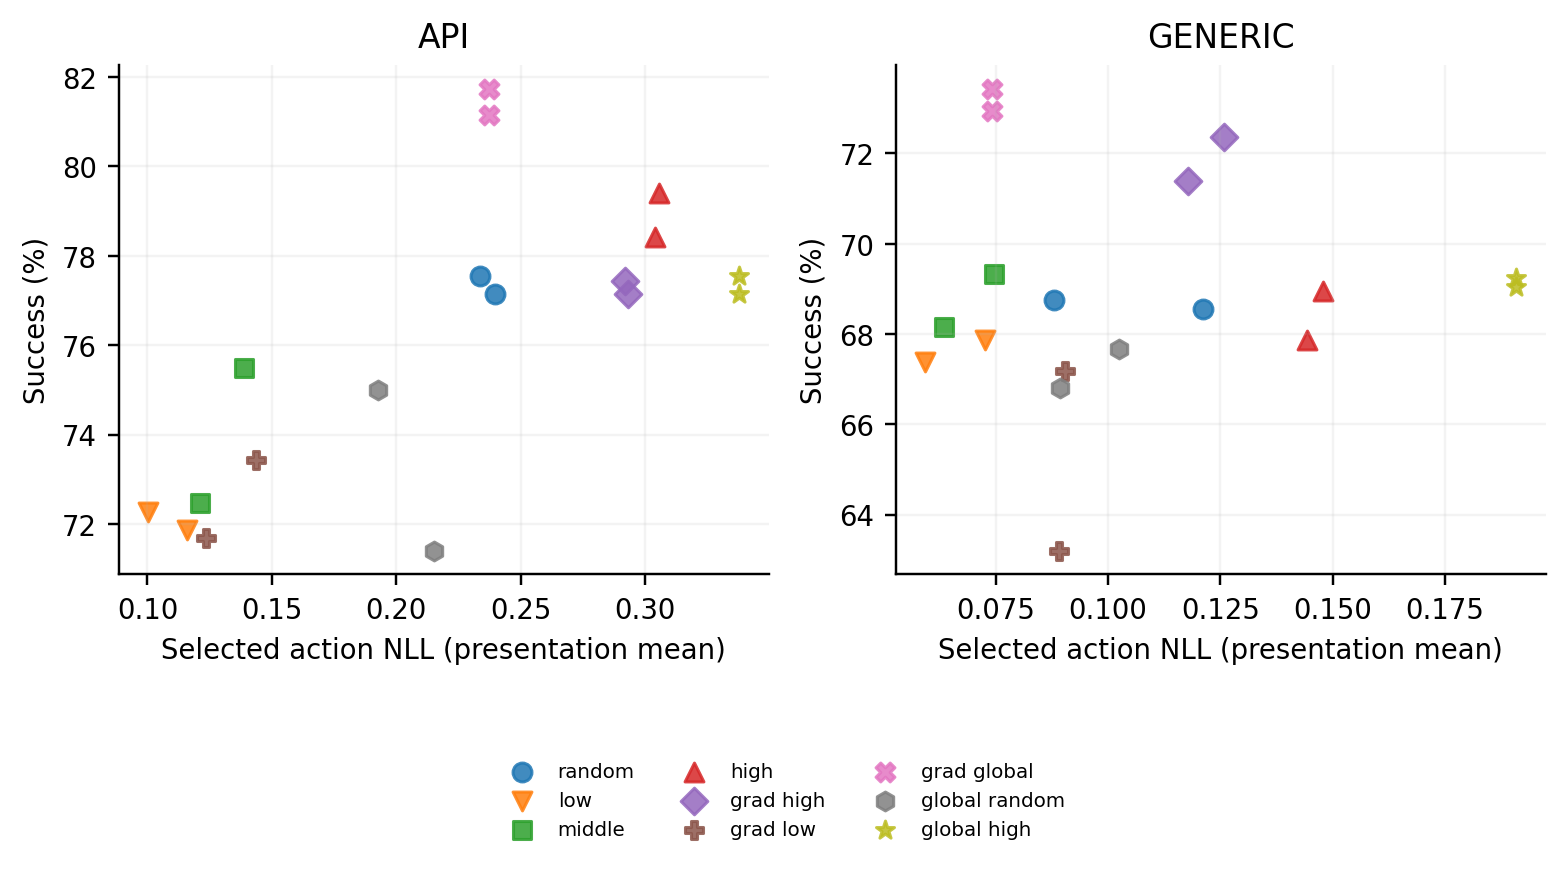 API
GENERIC
82
80
78
76
74
72
Success (%)
0.10 0.15 0.20 0.25 0.30
Selected action NLL (presentation mean)
72
70
68
66
64
Success (%)
0.075 0.100 0.125 0.150 0.175
Selected action NLL (presentation mean)
random
low
middle
high
grad high
grad low
grad global
global random
global high